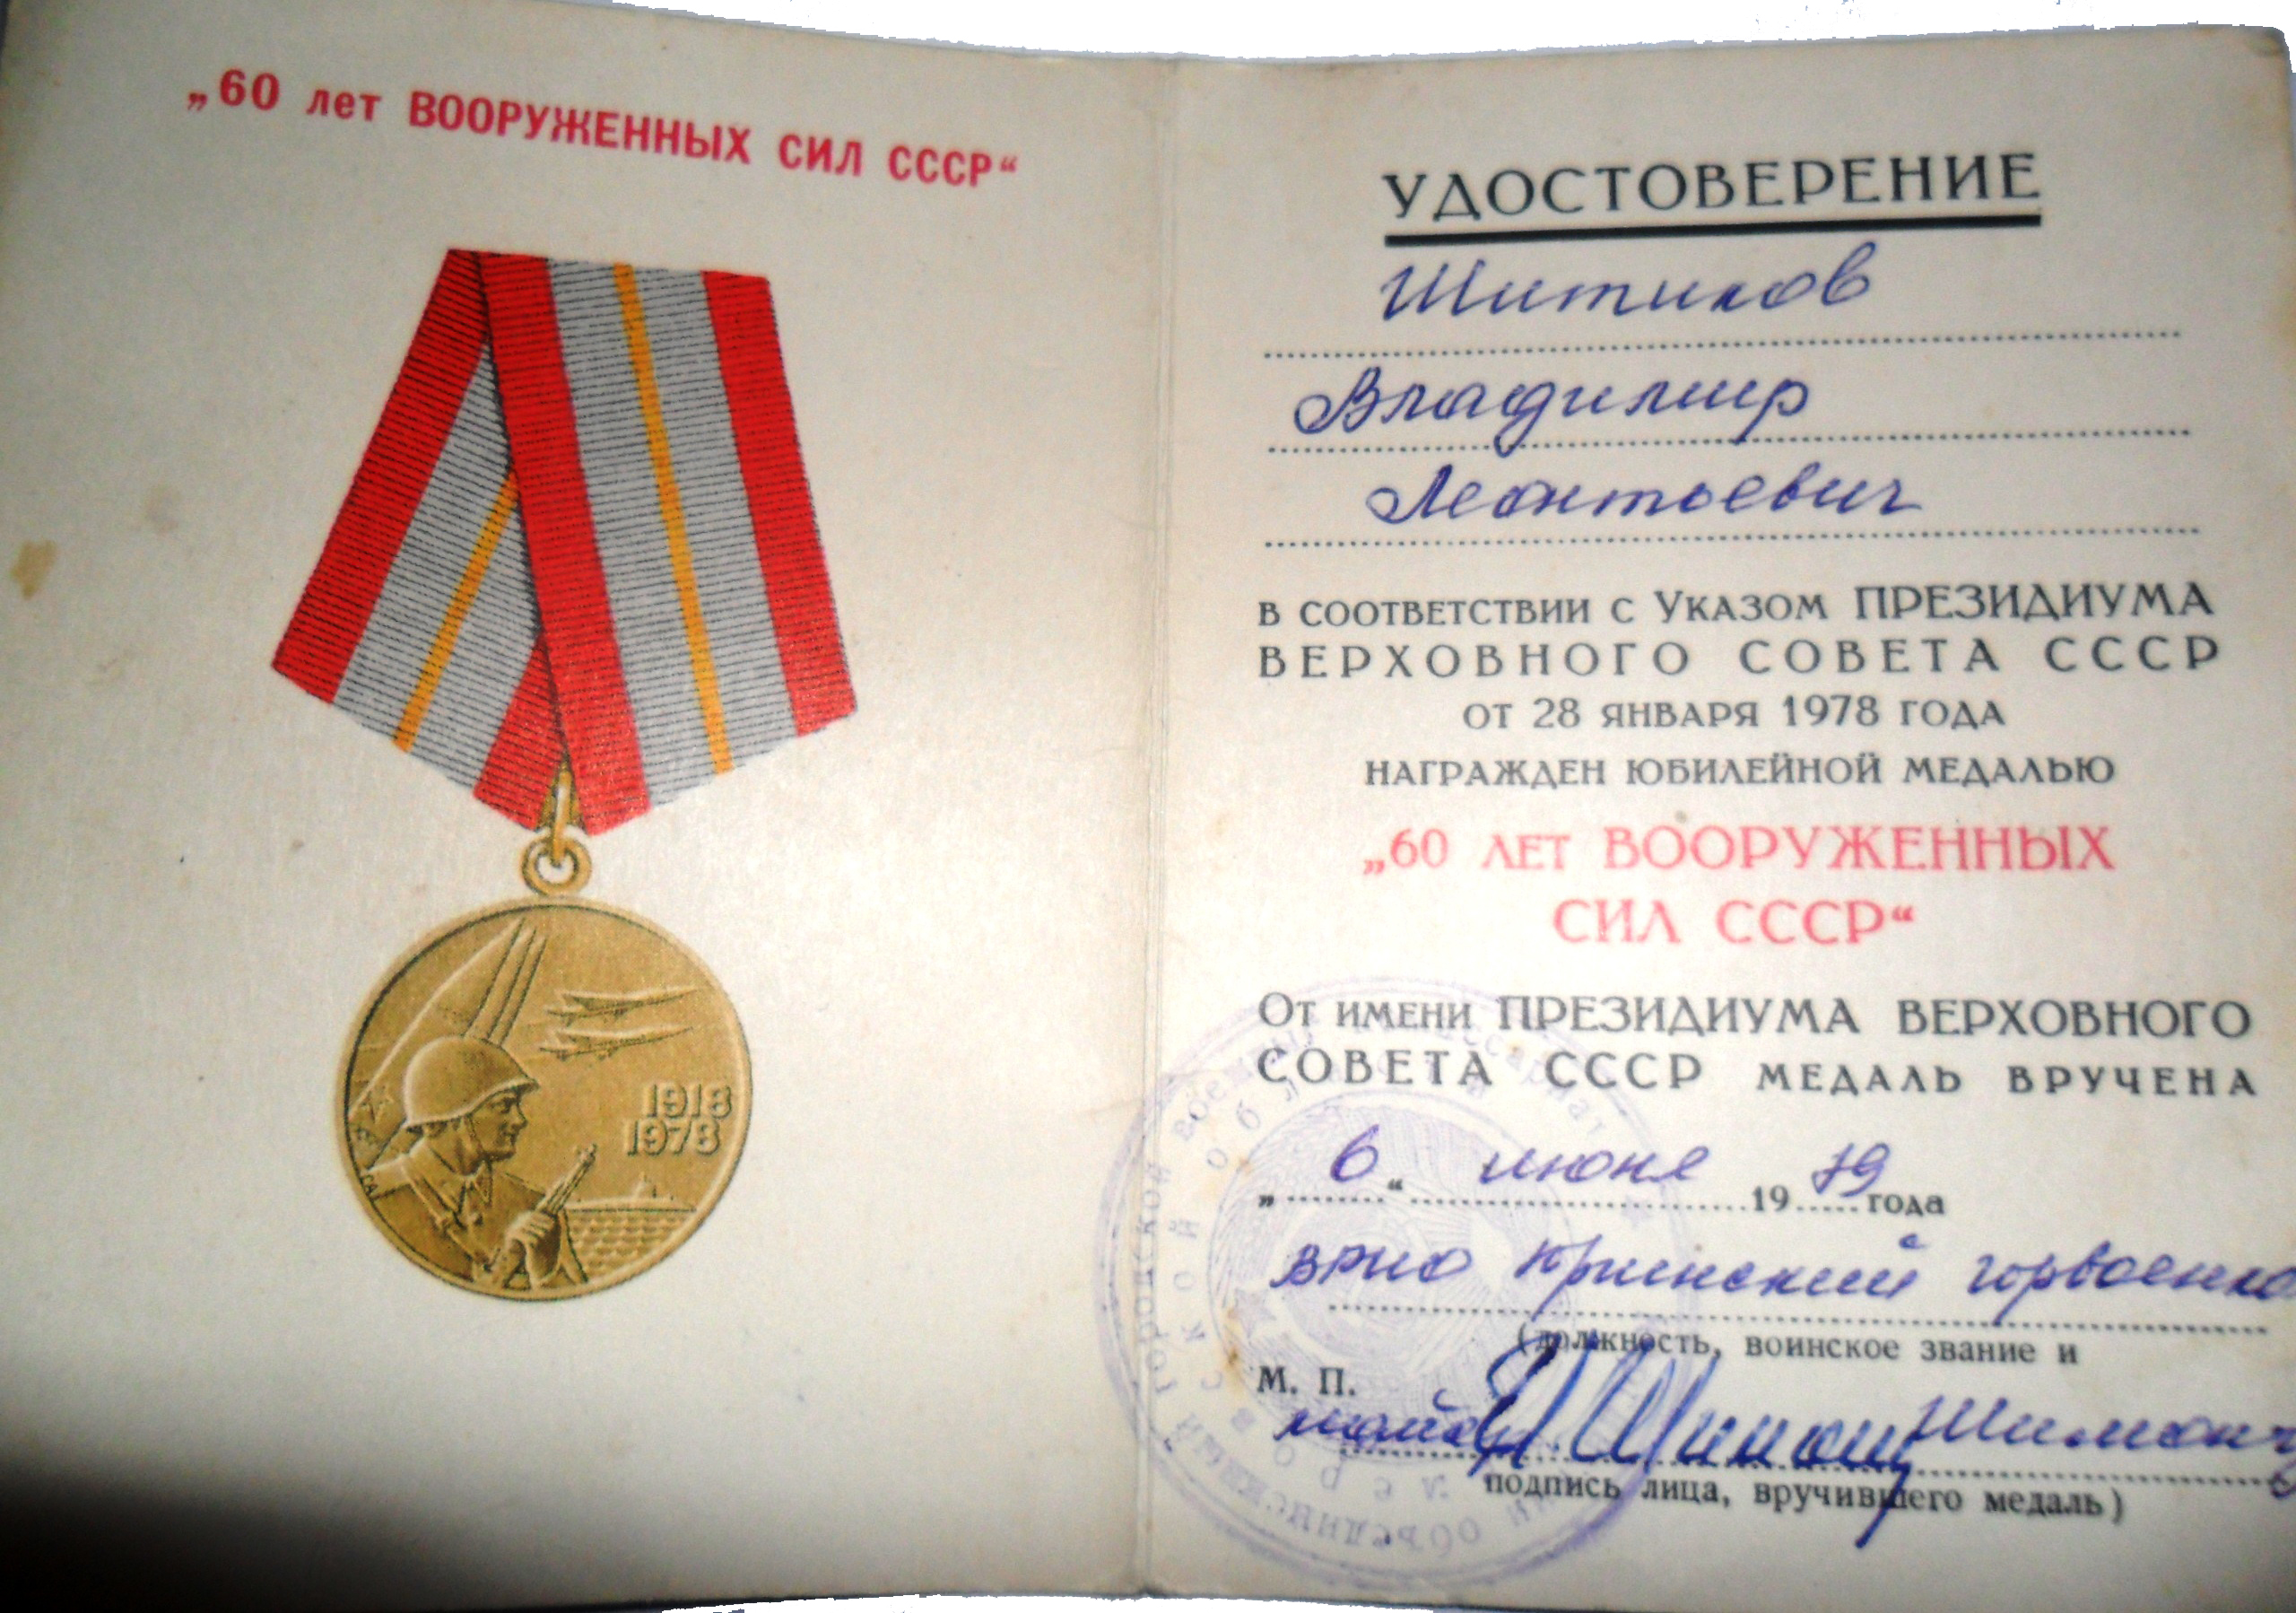 „60 лет ВООРУЖЕННЫХ СИЛ СССР“
1918
1978
УДОСТОВЕРЕНИЕ
Шитиков
Владимир
Леонтьевич
В СООТВЕТСТВИИ С УКАЗОМ ПРЕЗИДИУМА
ВЕРХОВНОГО СОВЕТА СССР
ОТ 28 ЯНВАРЯ 1978 ГОДА
НАГРАЖДЕН ЮБИЛЕЙНОЙ МЕДАЛЬЮ
„60 ЛЕТ ВООРУЖЕННЫХ
СИЛ СССР“
ОТ ИМЕНИ ПРЕЗИДИУМА ВЕРХОВНОГО
СОВЕТА СССР МЕДАЛЬ ВРУЧЕНА
„6“ июня 1979 года
врио горвоенко
(должность, воинское звание и
М. П.
майор
подпись лица, вручившего медаль)